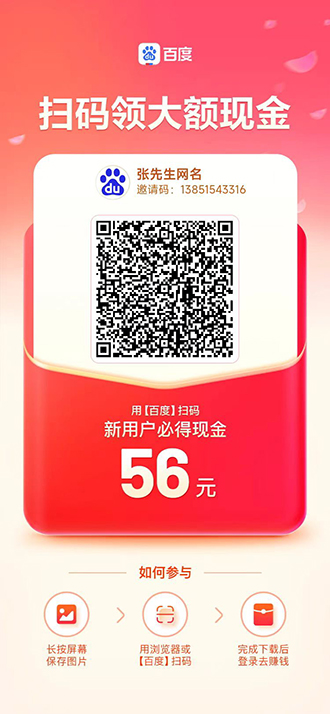 du 百度
扫码领大额现金
du
张先生网名
邀请码：13851543316
用【百度】扫码
新用户必得现金
56元
如何参与
长按屏幕
保存图片
用浏览器或
【百度】扫码
完成下载后
登录去赚钱